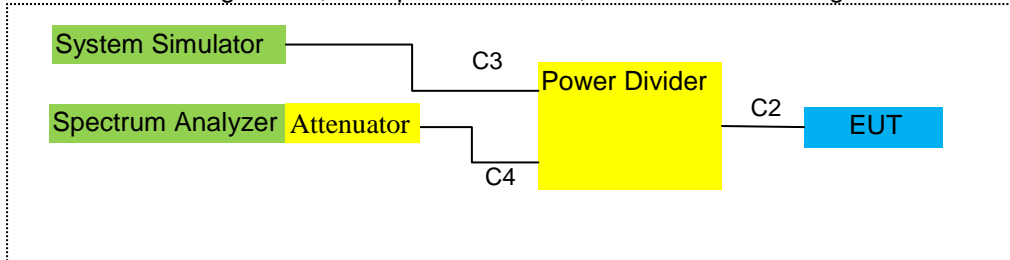 System Simulator
C3
Power Divider
C2
Spectrum Analyzer Attenuator
EUT
C4